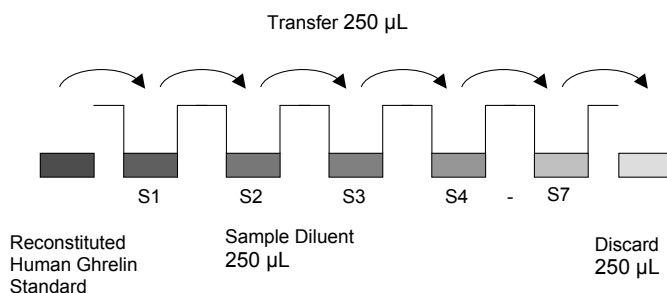 Transfer 250 µL
S1 S2 S3 S4 - S7
Reconstituted
Human Ghrelin
Standard
Sample Diluent
250 µL
Discard
250 µL